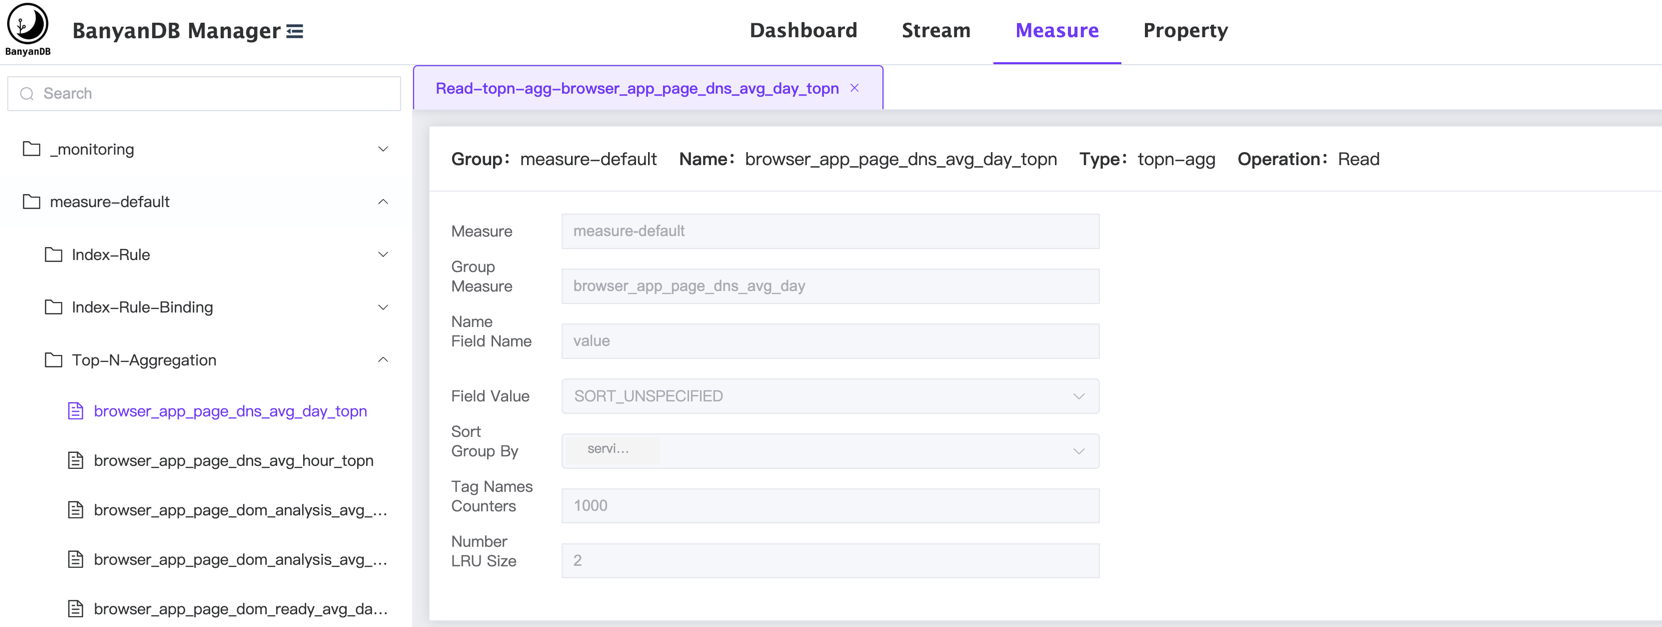 BanyanDB
BanyanDB Manager
Dashboard
Stream
Measure
Property
Search
_monitoring
measure-default
Index-Rule
Index-Rule-Binding
Top-N-Aggregation
browser_app_page_dns_avg_day_topn
browser_app_page_dns_avg_hour_topn
browser_app_page_dom_analysis_avg_...
browser_app_page_dom_analysis_avg_...
browser_app_page_dom_ready_avg_da...
Read-topn-agg-browser_app_page_dns_avg_day_topn ×
Group: measure-default Name: browser_app_page_dns_avg_day_topn Type: topn-agg Operation: Read
Measure
Group
measure-default
Measure
Name
browser_app_page_dns_avg_day
Field Name
value
Field Value
Sort
SORT_UNSPECIFIED
Group By
Tag Names
servi...
Counters
Number
1000
LRU Size
2